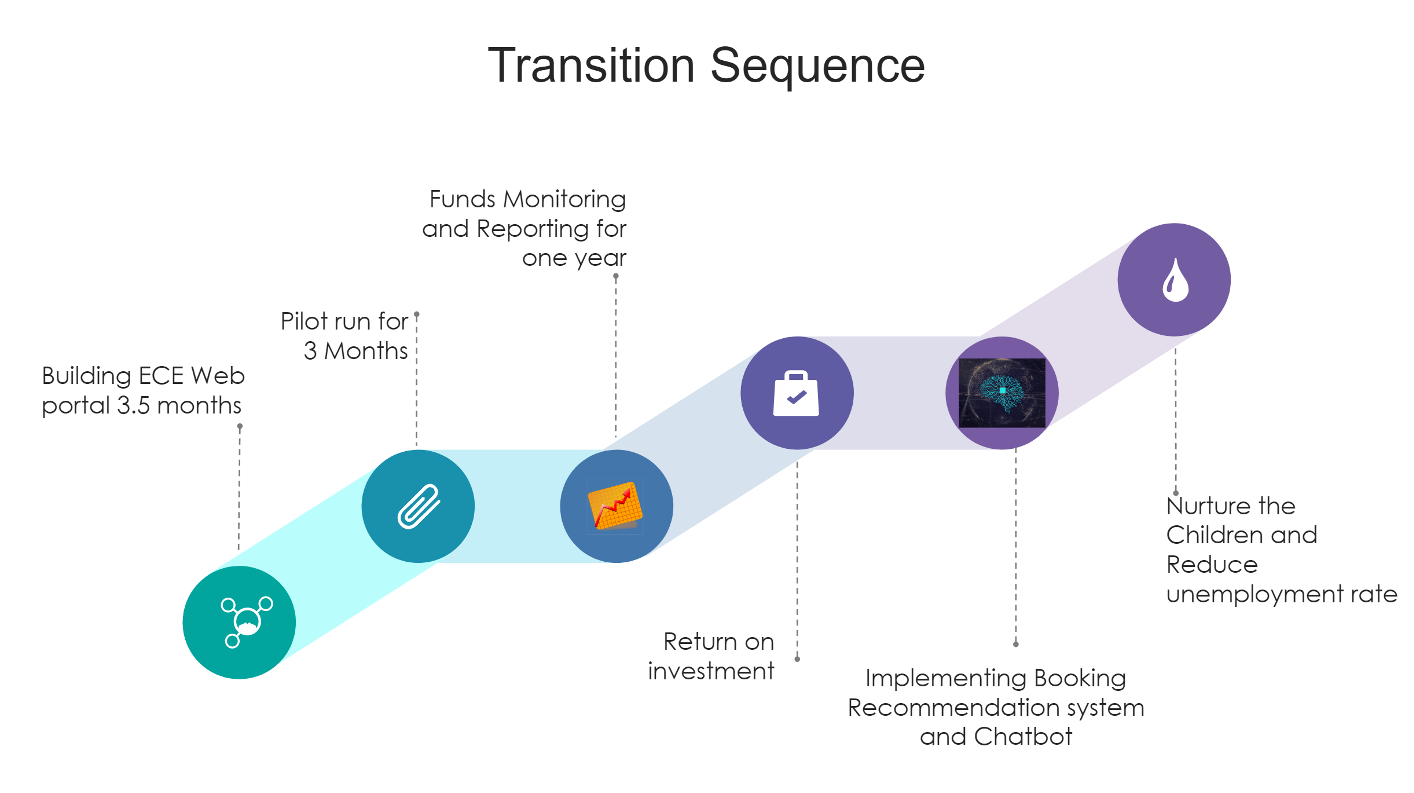 Transition Sequence
Building ECE Web
portal 3.5 months
Pilot run for
3 Months
Funds Monitoring
and Reporting for
one year
Return on
investment
Implementing Booking
Recommendation system
and Chatbot
Nurture the
Children and
Reduce
unemployment rate